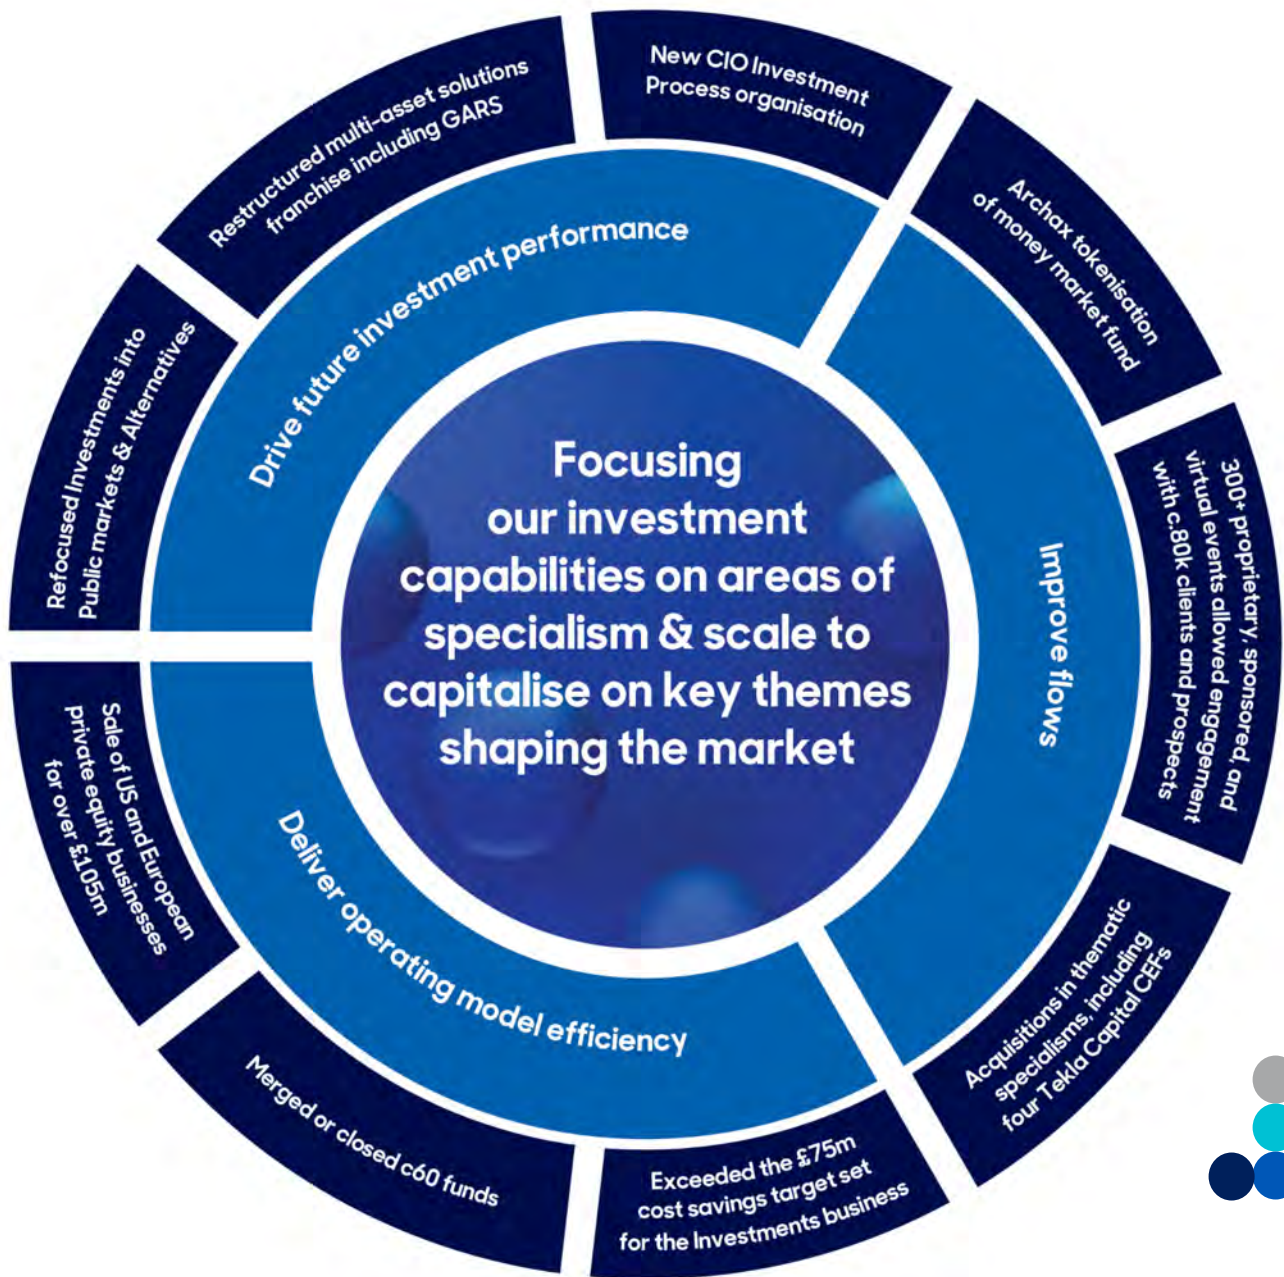 Focusing
our investment
capabilities on areas of
specialism & scale to
capitalise on key themes
shaping the market
Drive future investment performance
Refocused Investments into
Public markets & Alternatives
Restructured multi-asset solutions
franchise including GARS
New CIO Investment
Process organisation
Improve flows
Archax tokenisation
of money market fund
300+ proprietary, sponsored, and
virtual events allowed engagement
with c.80k clients and prospects
Acquisitions in thematic
specialisms, including
four Tekla Capital CEFs
Deliver operating model efficiency
Exceeded the £75m
cost savings target set
for the Investments business
Merged or closed c60 funds
Sale of US and European
private equity businesses
for over £105m